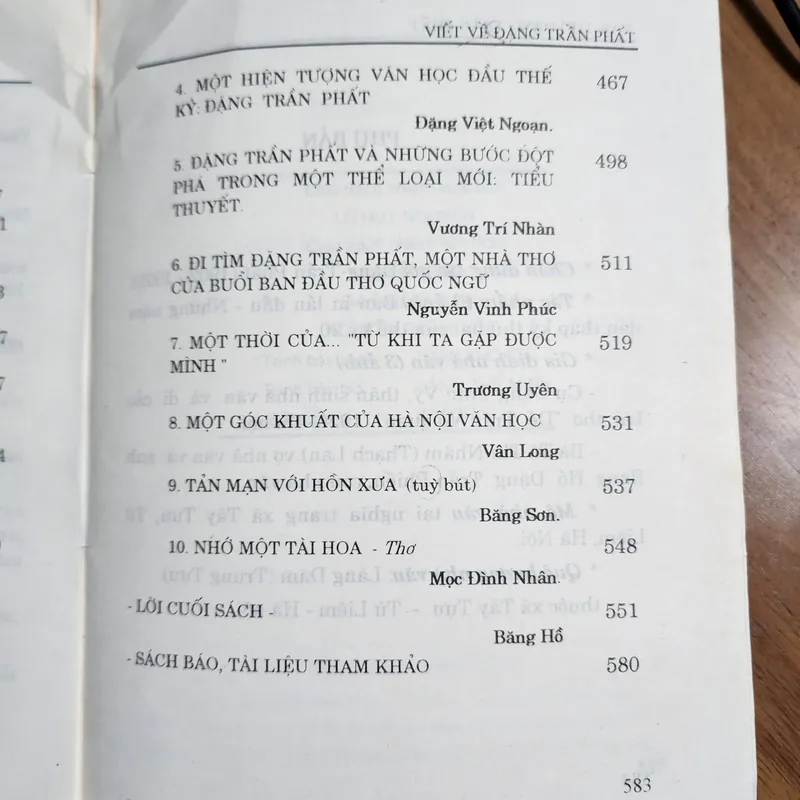 VIẾT VỀ ĐẶNG TRẦN PHẤT
4. MỘT HIỆN TƯỢNG VĂN HỌC ĐẦU THẾ 467
KỶ: ĐẶNG TRẦN PHẤT
Đặng Việt Ngoạn.
5. ĐẶNG TRẦN PHẤT VÀ NHỮNG BƯỚC ĐỘT 498
PHÁ TRONG MỘT THỂ LOẠI MỚI: TIỂU
THUYẾT.
Vương Trí Nhàn
6. ĐI TÌM ĐẶNG TRẦN PHẤT, MỘT NHÀ THƠ 511
CỦA BUỔI BAN ĐẦU THƠ QUỐC NGỮ
Nguyễn Vinh Phúc
7. MỘT THỜI CỦA... "TỪ KHI TA GẶP ĐƯỢC 519
MÌNH "
Trương Uyên
8. MỘT GÓC KHUẤT CỦA HÀ NỘI VĂN HỌC 531
Vân Long
9. TẢN MẠN VỚI HỒN XƯA (tuỳ bút) 537
Băng Sơn.
10. NHỚ MỘT TÀI HOA - Thơ 548
Mọc Đình Nhân.
- LỜI CUỐI SÁCH - 551
Băng Hồ
- SÁCH BÁO, TÀI LIỆU THAM KHẢO 580
583